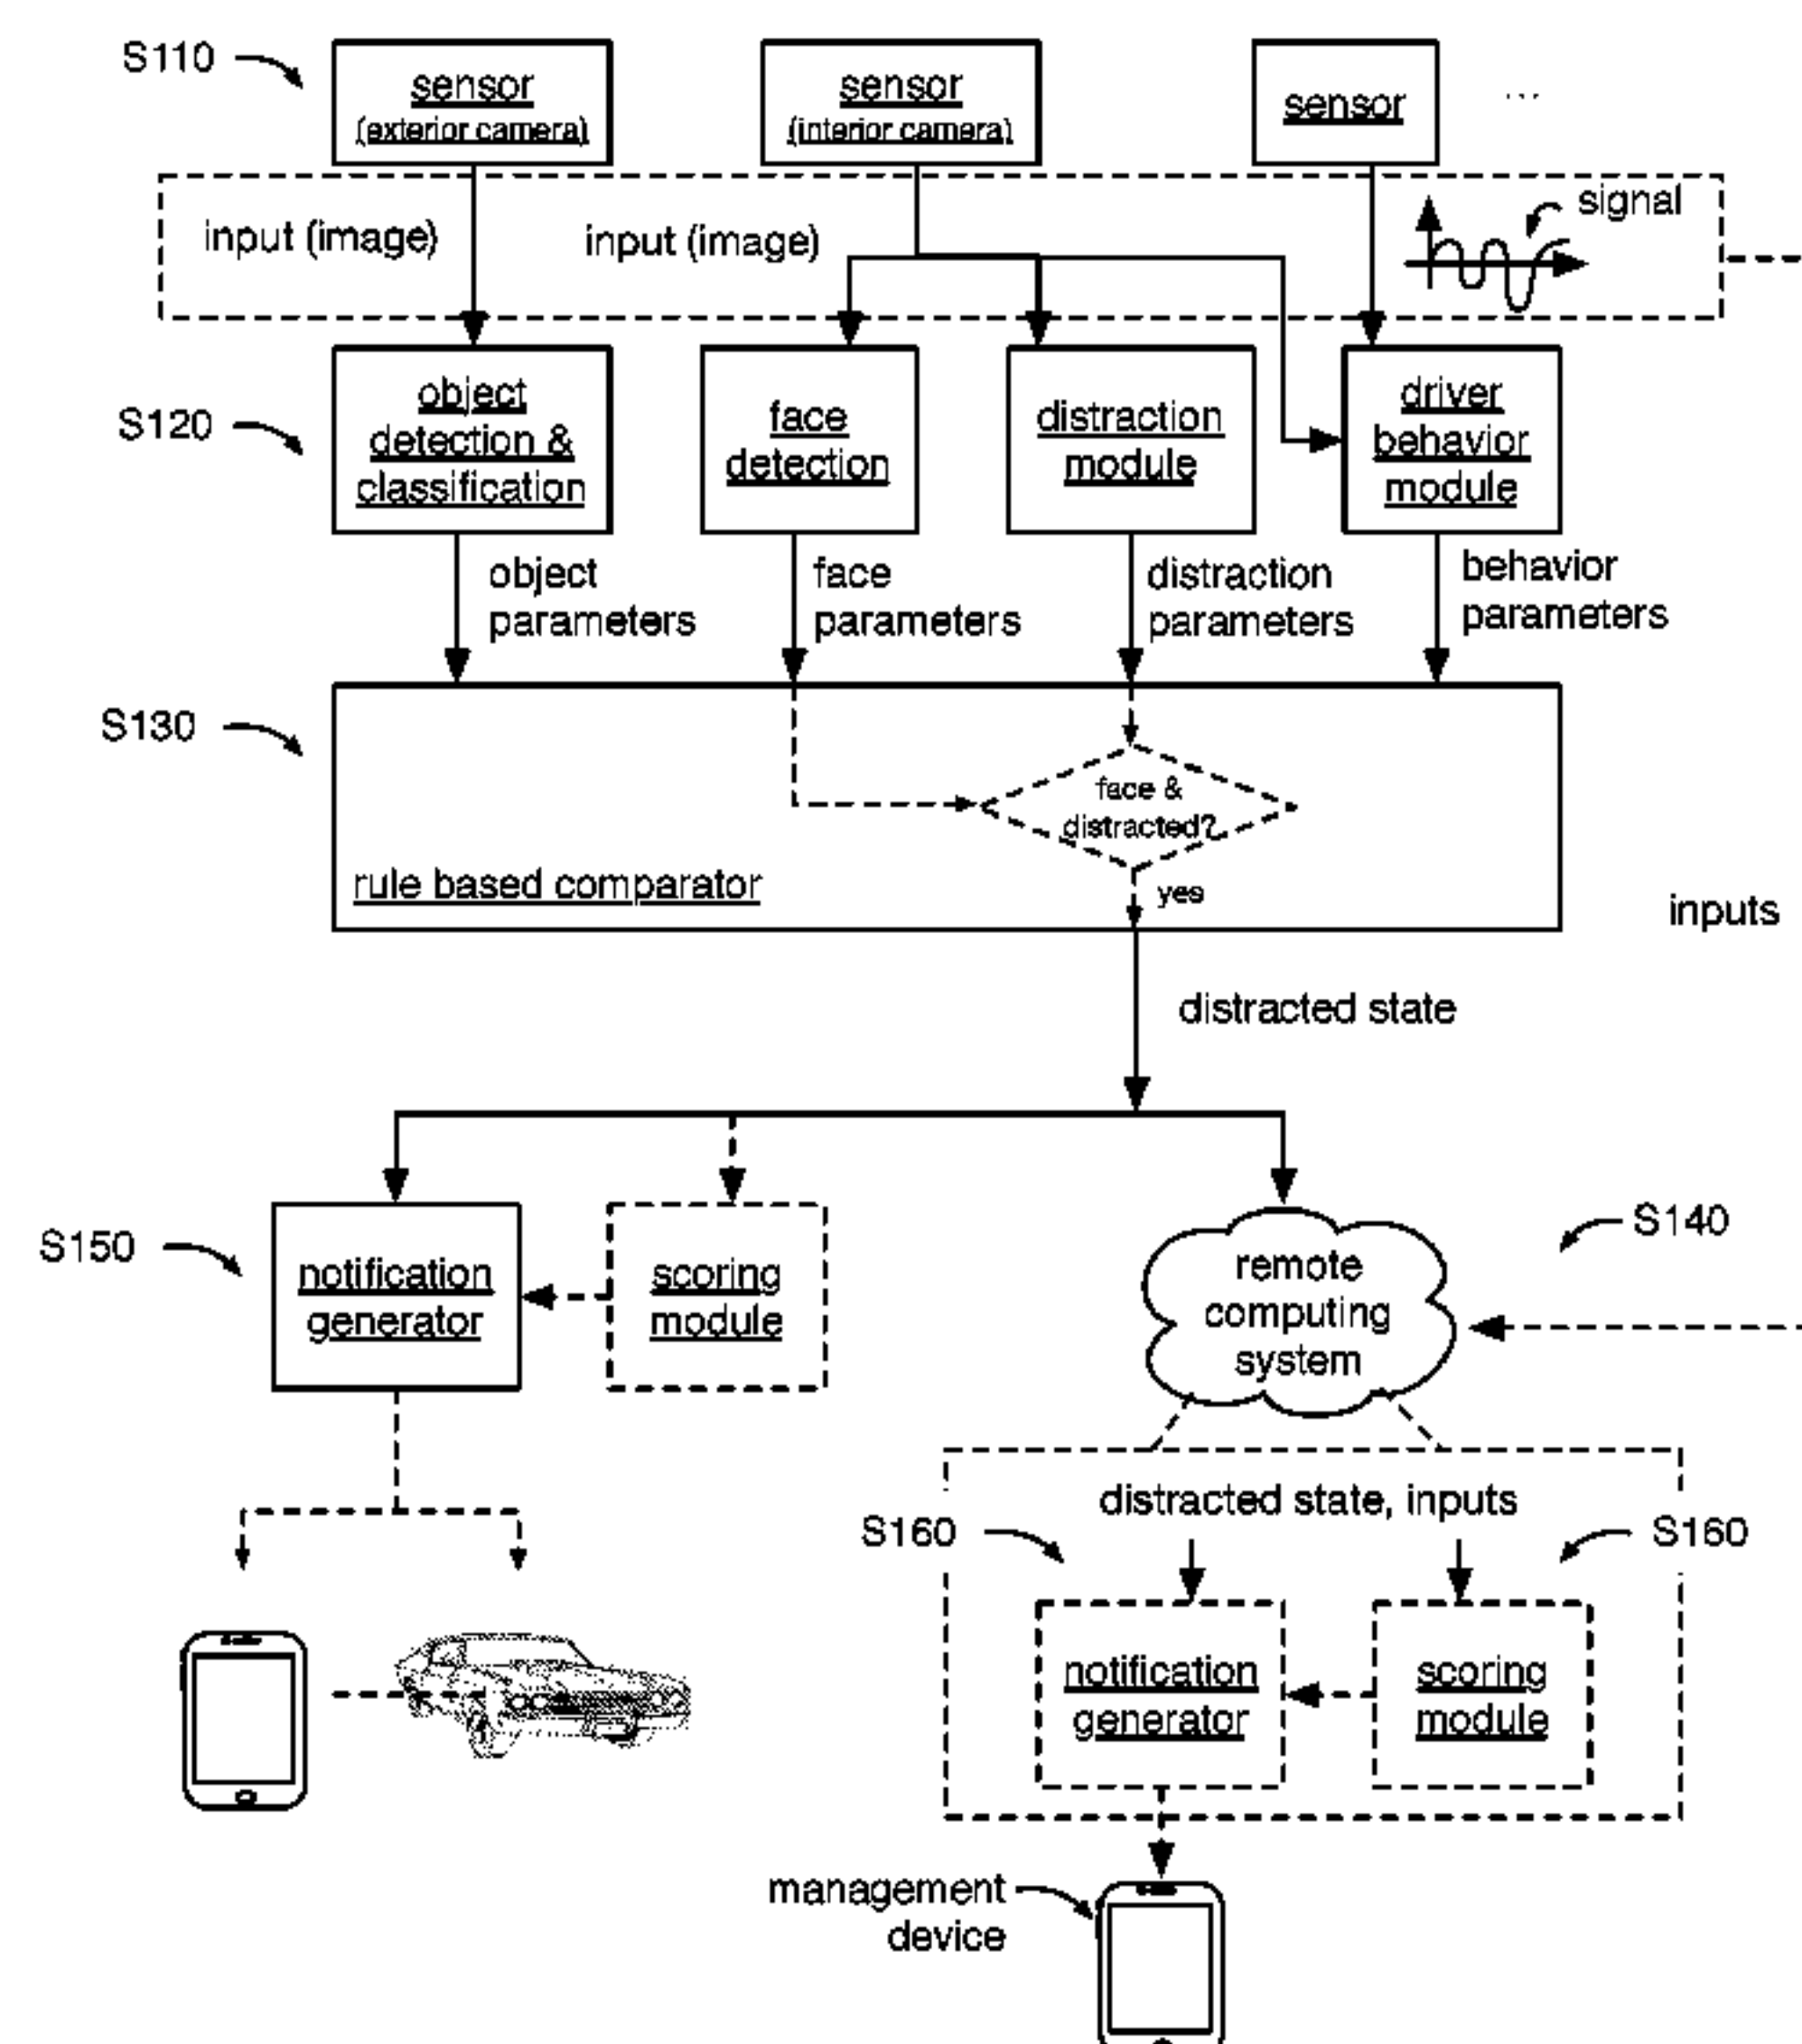 S110
sensor
(exterior camera)
sensor
(interior camera)
sensor
...
input (image)
input (image)
signal
S120
object
detection &
classification
face
detection
distraction
module
driver
behavior
module
object
parameters
face
parameters
distraction
parameters
behavior
parameters
S130
face &
distracted?
yes
rule based comparator
inputs
distracted state
S150
notification
generator
scoring
module
remote
computing
system
S140
distracted state, inputs
S160
S160
notification
generator
scoring
module
management
device